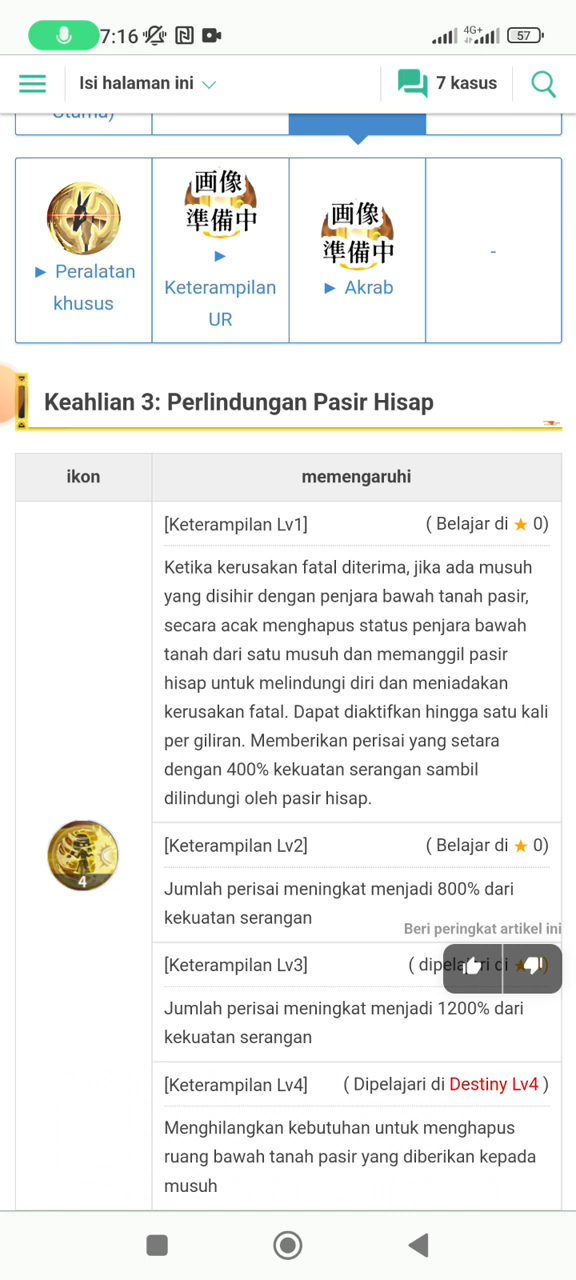 7:16
4G+
57
Isi halaman ini
7 kasus
Utama)
► Peralatan
khusus
画像
準備中
►
Keterampilan
UR
画像
準備中
► Akrab
-
Keahlian 3: Perlindungan Pasir Hisap
ikon
memengaruhi
[Keterampilan Lv1] ( Belajar di ★ 0)
Ketika kerusakan fatal diterima, jika ada musuh
yang disihir dengan penjara bawah tanah pasir,
secara acak menghapus status penjara bawah
tanah dari satu musuh dan memanggil pasir
hisap untuk melindungi diri dan meniadakan
kerusakan fatal. Dapat diaktifkan hingga satu kali
per giliran. Memberikan perisai yang setara
dengan 400% kekuatan serangan sambil
dilindungi oleh pasir hisap.
4
[Keterampilan Lv2] ( Belajar di ★ 0)
Jumlah perisai meningkat menjadi 800% dari
kekuatan serangan
Beri peringkat artikel ini
[Keterampilan Lv3] ( dipelajari di ★
Jumlah perisai meningkat menjadi 1200% dari
kekuatan serangan
[Keterampilan Lv4] ( Dipelajari di Destiny Lv4 )
Menghilangkan kebutuhan untuk menghapus
ruang bawah tanah pasir yang diberikan kepada
musuh